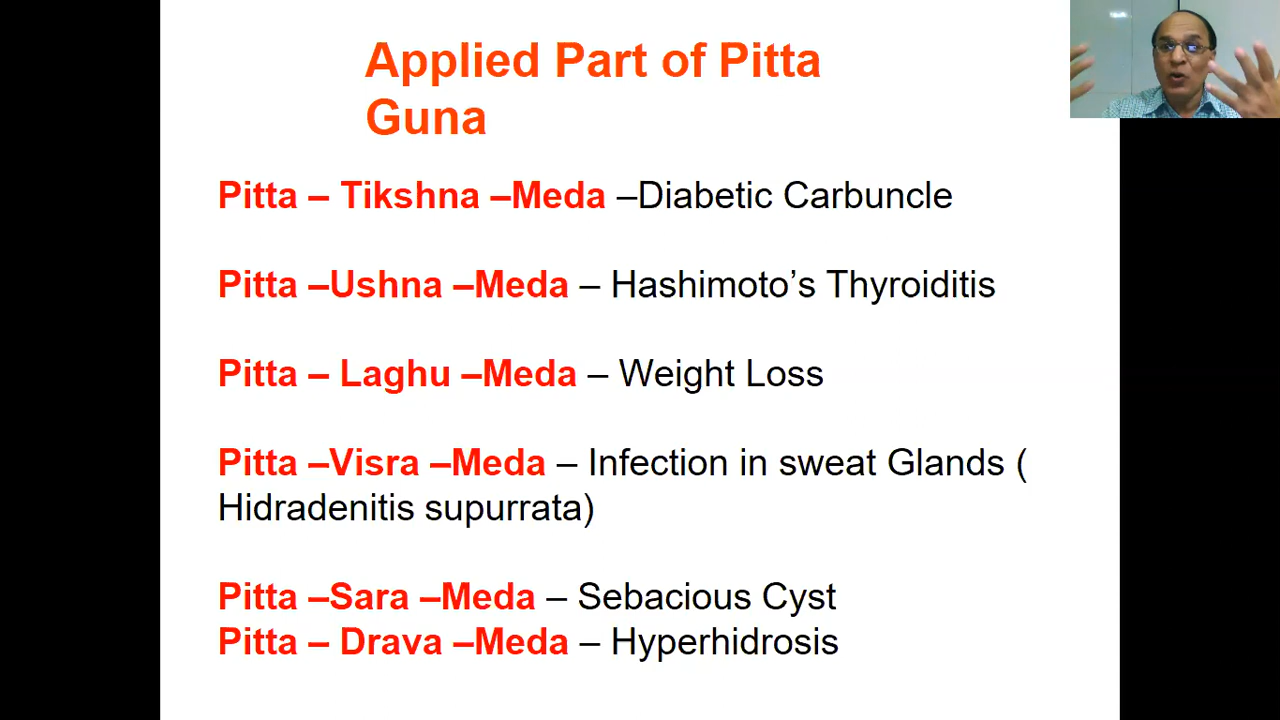 Applied Part of Pitta
Guna
Pitta – Tikshna –Meda –Diabetic Carbuncle
Pitta –Ushna –Meda – Hashimoto’s Thyroiditis
Pitta – Laghu –Meda – Weight Loss
Pitta –Visra –Meda – Infection in sweat Glands (
Hidradenitis supurrata)
Pitta –Sara –Meda – Sebacious Cyst
Pitta – Drava –Meda – Hyperhidrosis